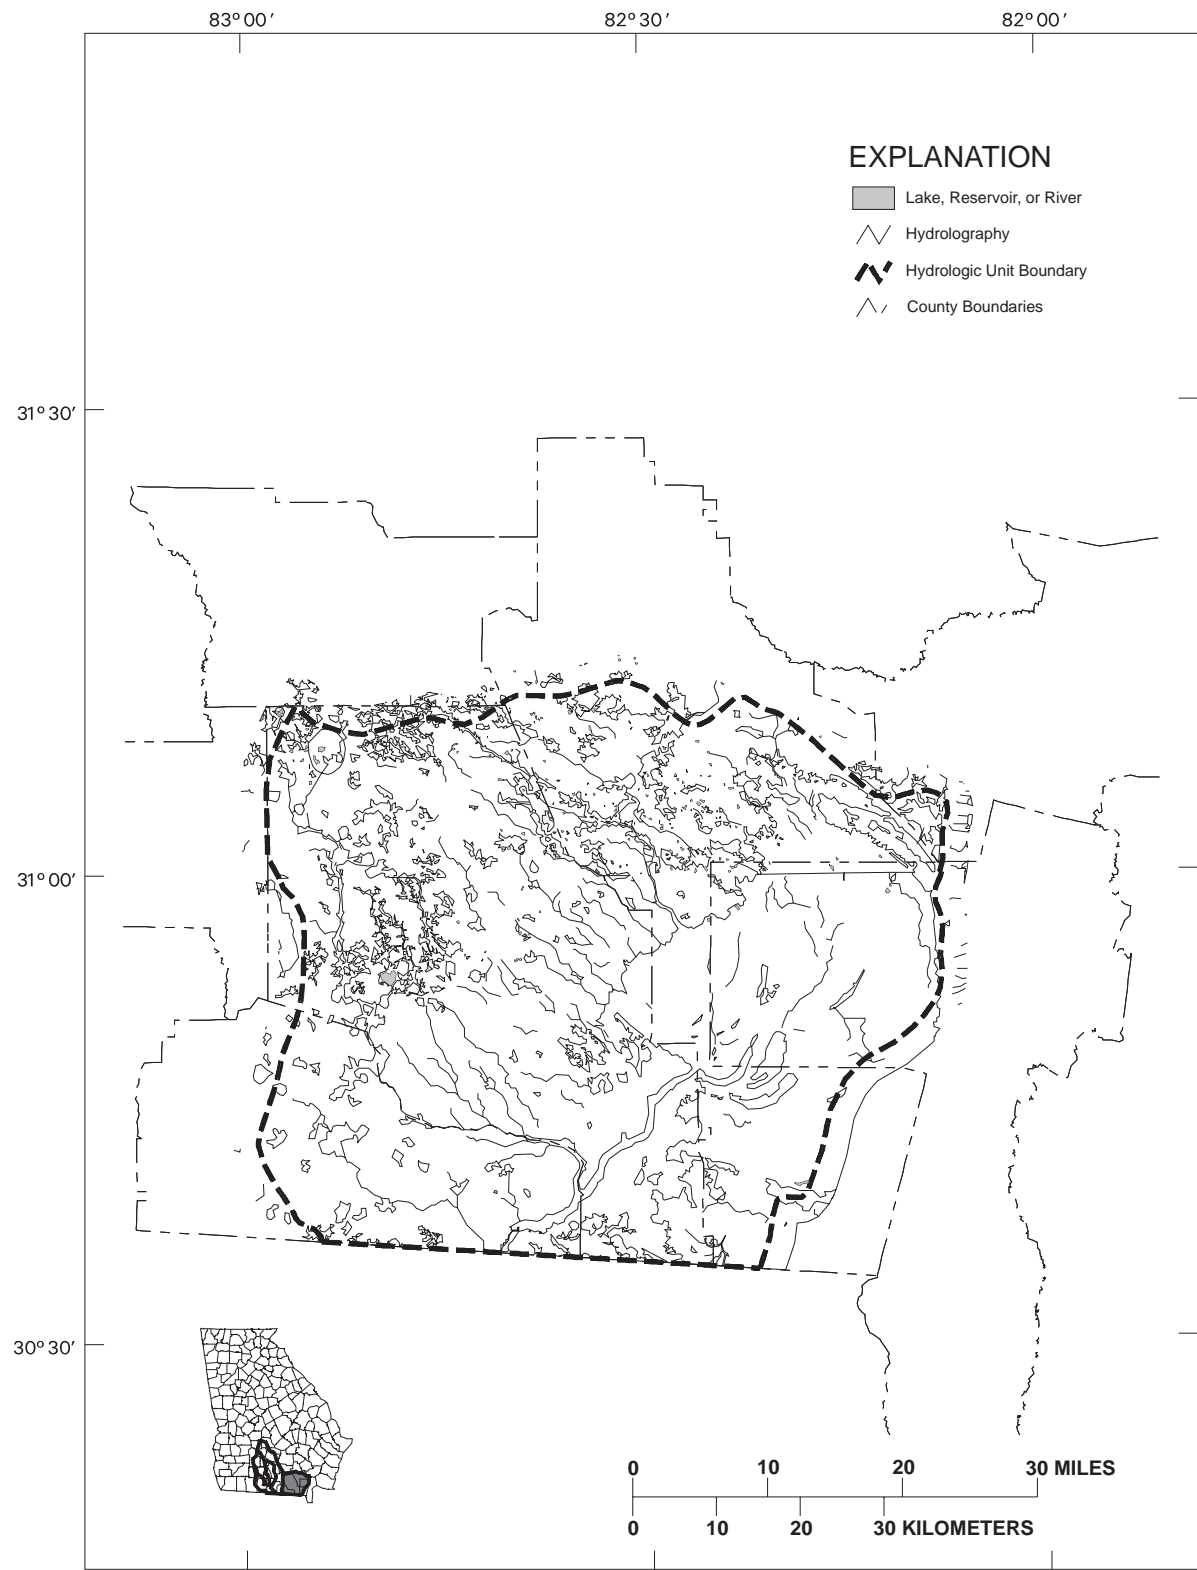 83° 00′ 82° 30′ 82° 00′
EXPLANATION
Lake, Reservoir, or River
Hydrolography
Hydrologic Unit Boundary
County Boundaries
31° 30′
31° 00′
30° 30′
0 10 20 30 MILES
0 10 20 30 KILOMETERS